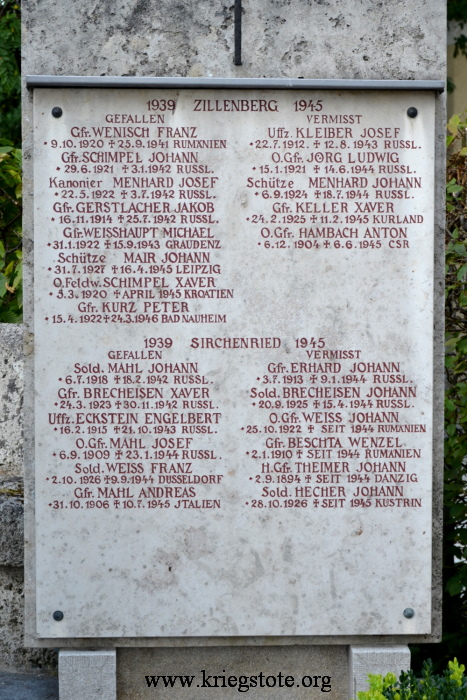 1939 ZILLENBERG 1945
GEFALLEN
Gfr. WENISCH FRANZ
*9.10.1920 ✝25.9.1941 RUMÄNIEN
Gfr. SCHIMPEL JOHANN
*29.6.1921 ✝3.1.1942 RUSSL.
Kanonier MENHARD JOSEF
*22.5.1922 ✝3.7.1942 RUSSL.
Gfr. GERSTLACHER JAKOB
*16.11.1914 ✝25.7.1942 RUSSL.
Gfr. WEISSHAUPT MICHAEL
*31.1.1922 ✝15.9.1943 GRAUDENZ
Schütze MAIR JOHANN
*31.7.1927 ✝16.4.1945 LEIPZIG
O.Feldw. SCHIMPEL XAVER
*5.3.1920 ✝APRIL 1945 KROATIEN
Gfr. KURZ PETER
*15.4.1922 ✝24.3.1946 BAD NAUHEIM
VERMISST
Uffz. KLEIBER JOSEF
*22.7.1912. ✝12.8.1943 RUSSL.
O.Gfr. JÖRG LUDWIG
*15.1.1921 ✝14.6.1944 RUSSL.
Schütze MENHARD JOHANN
*6.9.1924 ✝18.7.1944 RUSSL.
Gfr. KELLER XAVER
*24.2.1925 ✝11.2.1945 KURLAND
O.Gfr. HAMBACH ANTON
*6.12.1904 ✝6.6.1945 CSR
1939 SIRCHENRIED 1945
GEFALLEN
Sold. MAHL JOHANN
*6.7.1918 ✝18.2.1942 RUSSL.
Gfr. BRECHEISEN XAVER
*24.3.1923 ✝30.11.1942 RUSSL.
Uffz. ECKSTEIN ENGELBERT
*16.2.1915 ✝21.10.1943 RUSSL.
O.Gfr. MAHL JOSEF
*6.9.1909 ✝23.1.1944 RUSSL.
Sold. WEISS FRANZ
*2.10.1926 ✝9.9.1944 DÜSSELDORF
Gfr. MAHL ANDREAS
*31.10.1906 ✝10.7.1945 JTALIEN
VERMISST
Gfr. ERHARD JOHANN
*3.7.1913 ✝9.1.1944 RUSSL.
Sold. BRECHEISEN JOHANN
*20.9.1925 ✝15.4.1944 RUSSL.
O.Gfr. WEISS JOHANN
*25.10.1922 ✝SEIT 1944 RUMÄNIEN
Gfr. BESCHTA WENZEL
*2.1.1910 ✝SEIT 1944 RUMÄNIEN
H.Gfr. THEIMER JOHANN
*2.9.1894 ✝SEIT 1944 DANZIG
Sold. HECHER JOHANN
*28.10.1926 ✝SEIT 1945 KÜSTRIN
www.kriegstote.org